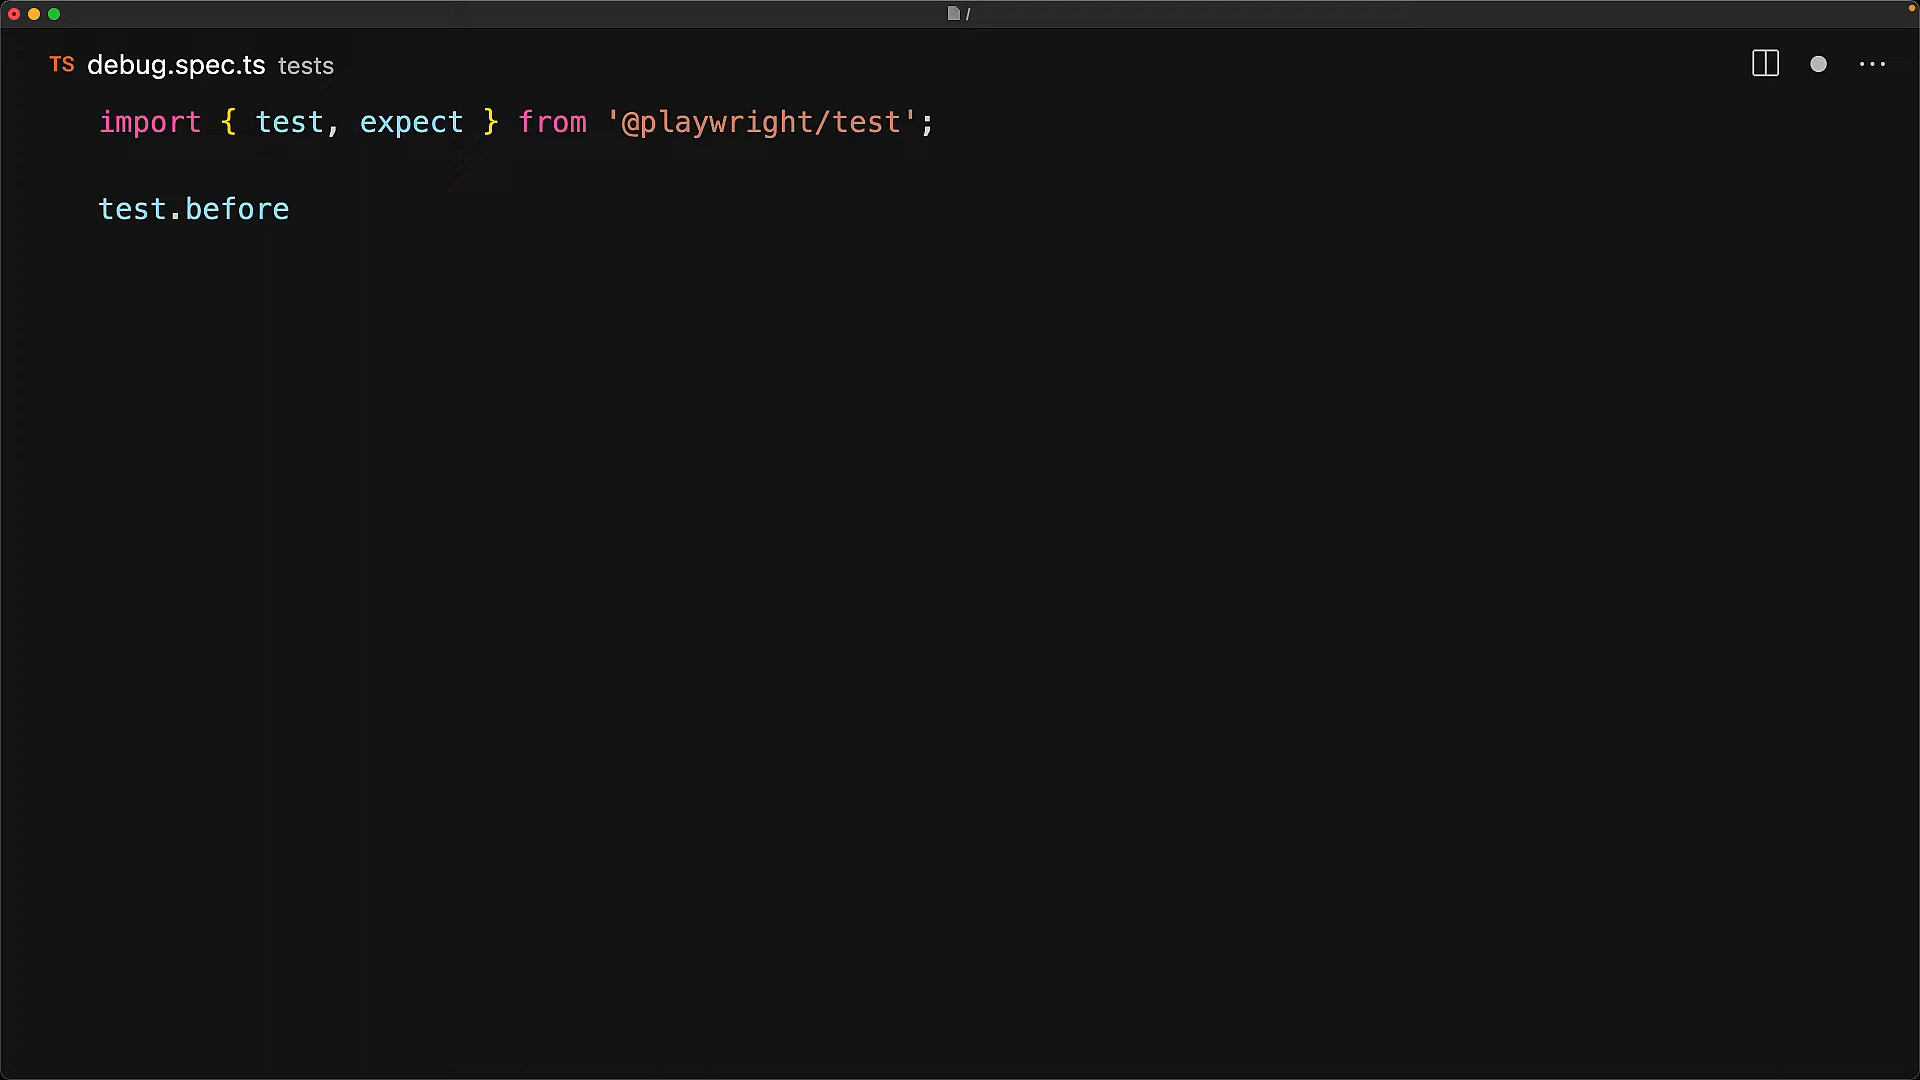 /
TS debug.spec.ts tests
import { test, expect } from '@playwright/test';
test.before